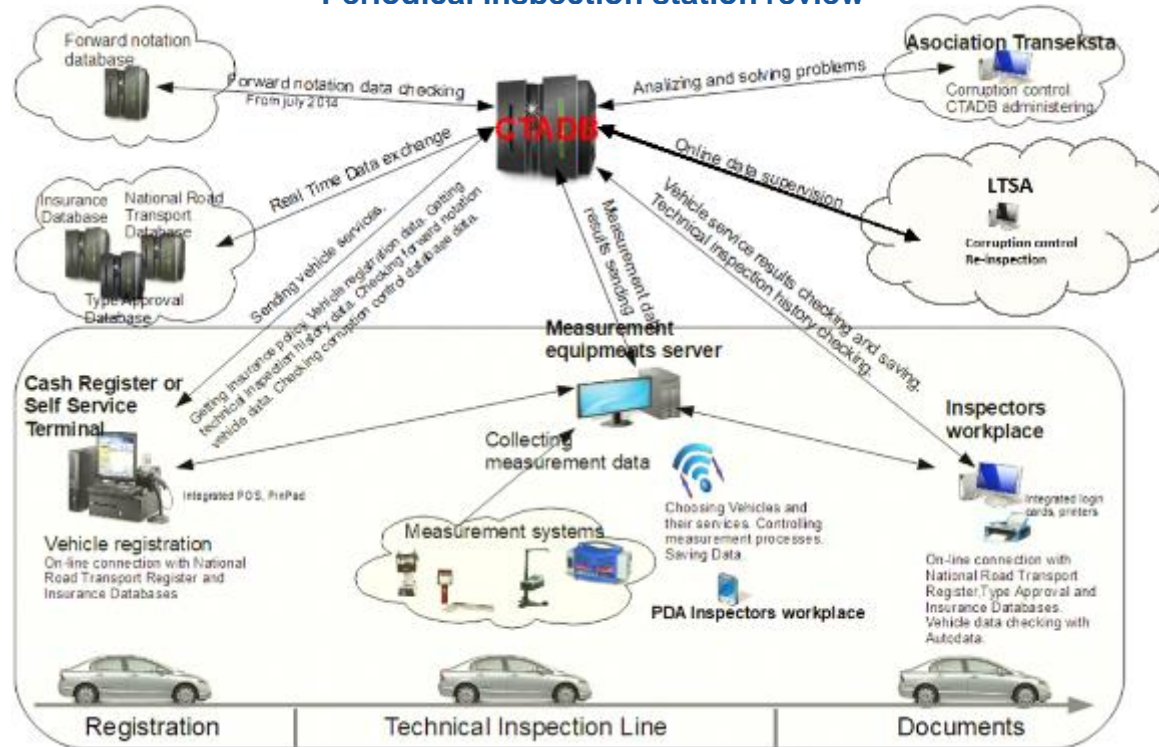 Periodical inspection station review
Forward notation
database
Forward notation data checking
From july 2014
Asociation Transeksta
Corruption control
CTADB administering.
Analizing and solving problems
CTADB
Insurance
Database
National Road
Transport
Database
Type Approval
Database
Real Time Data exchange
Online data supervision
LTSA
Corruption control
Re-inspection
Sending vehicle services.
Getting insurance policy. Vehicle registration data. Getting
technical inspection history data. Checking forward notation
vehicle data. Checking corruption control database data.
Measurement data
results sending
Vehicle service results checking and saving.
Technical inspection history checking.
Measurement
equipments server
Cash Register or
Self Service
Terminal
Integrated POS, PinPad
Vehicle registration
On-line connection with National
Road Transport Register and
Insurance Databases
Collecting
measurement data
Measurement systems
Choosing Vehicles and
their services. Controlling
measurement processes.
Saving Data.
PDA Inspectors workplace
Inspectors
workplace
Integrated login
cards, printers
On-line connection with
National Road Transport
Register,Type Approval and
Insurance Databases.
Vehicle data checking with
Autodata.
Registration
Technical Inspection Line
Documents